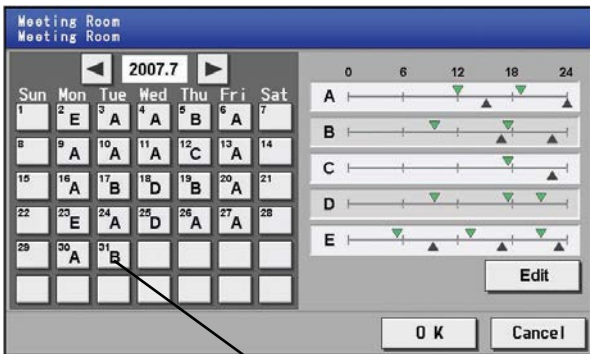 Meeting Room
Meeting Room
2007.7
Sun Mon Tue Wed Thu Fri Sat
1 2 E 3 A 4 A 5 B 6 A 7
8 9 A 10 A 11 A 12 C 13 A 14
15 16 A 17 B 18 D 19 B 20 A 21
22 23 E 24 A 25 D 26 A 27 A 28
29 30 A 31 B
0 6 12 18 24
A
B
C
D
E
Edit
OK Cancel